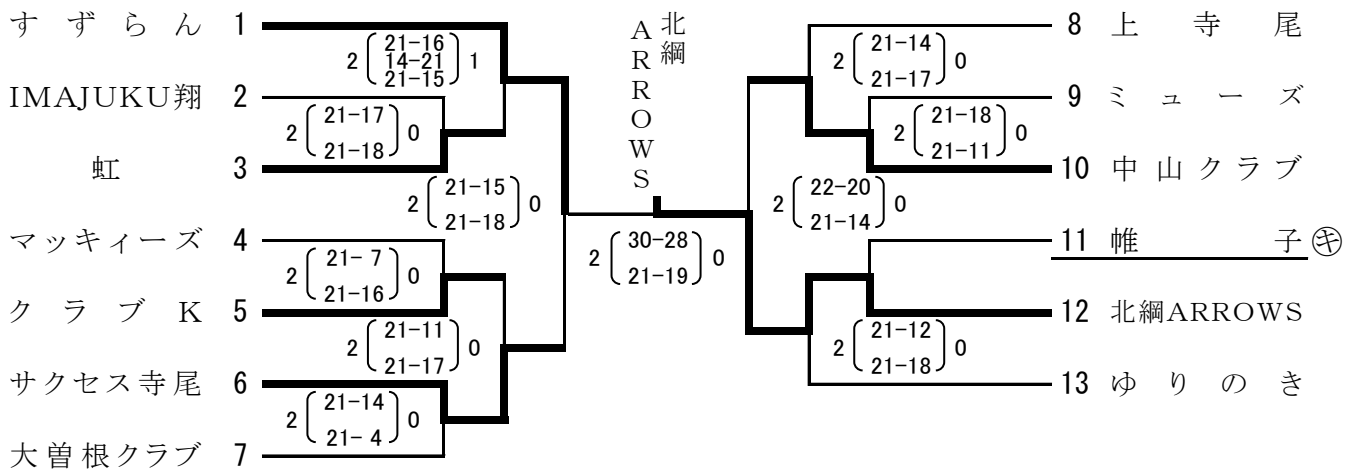 すずらん 1
2 21-16 14-21 21-15 1
IMAJUKU翔 2
2 21-17 21-18 0
虹 3
2 21-15 21-18 0
マッキィーズ 4
2 21- 7 21-16 0
クラブK 5
2 21-11 21-17 0
サクセス寺尾 6
2 21-14 21- 4 0
大曽根クラブ 7
北綱ARROWS
2 30-28 21-19 0
8 上寺尾
2 21-14 21-17 0
9 ミューズ
2 21-18 21-11 0
10 中山クラブ
2 22-20 21-14 0
11 帷子 ㋖
12 北綱ARROWS
2 21-12 21-18 0
13 ゆりのき